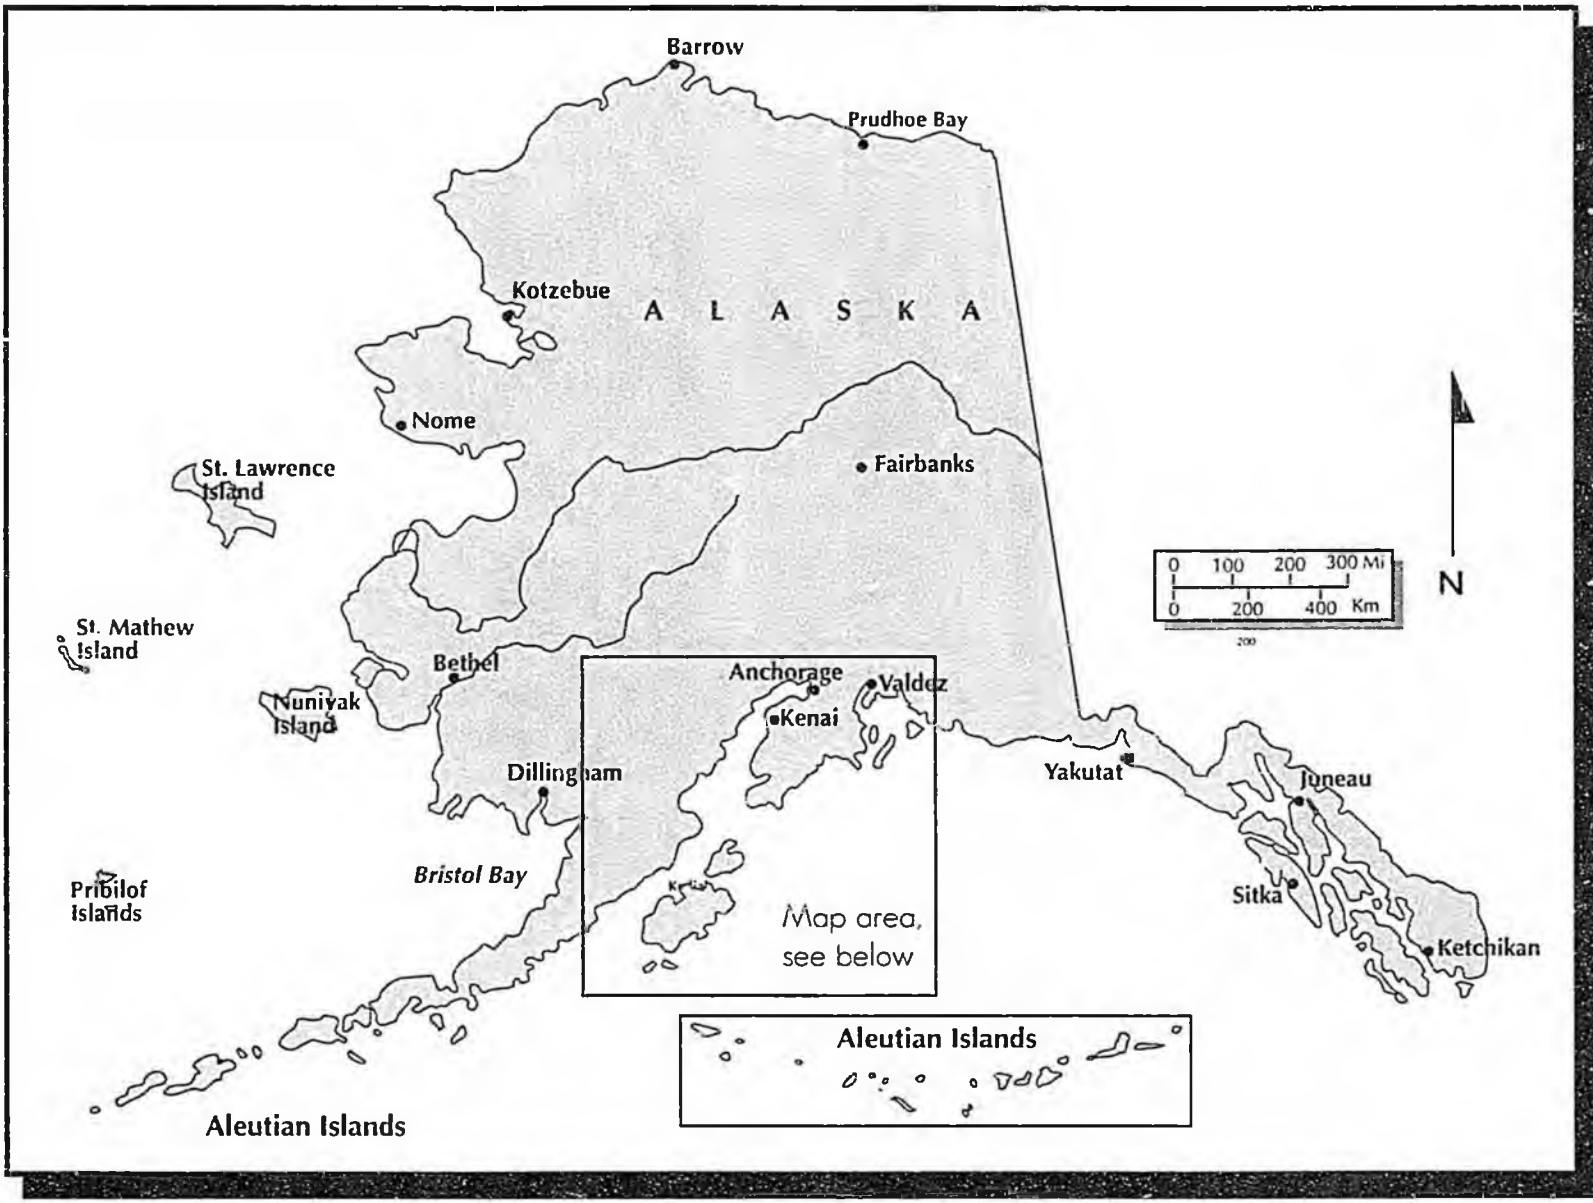 Barrow
Prudhoe Bay
Kotzebue
A L A S K A
Nome
Fairbanks
St. Lawrence
Island
0 100 200 300 Mi
0 200 400 Km
200
N
St. Mathew
Island
Bethel
Anchorage
Valdez
Nunivak
Island
Kenai
Dillingham
Yakutat
Juneau
Bristol Bay
Pribilof
Islands
Sitka
Map area,
see below
Ketchikan
Aleutian Islands
Aleutian Islands